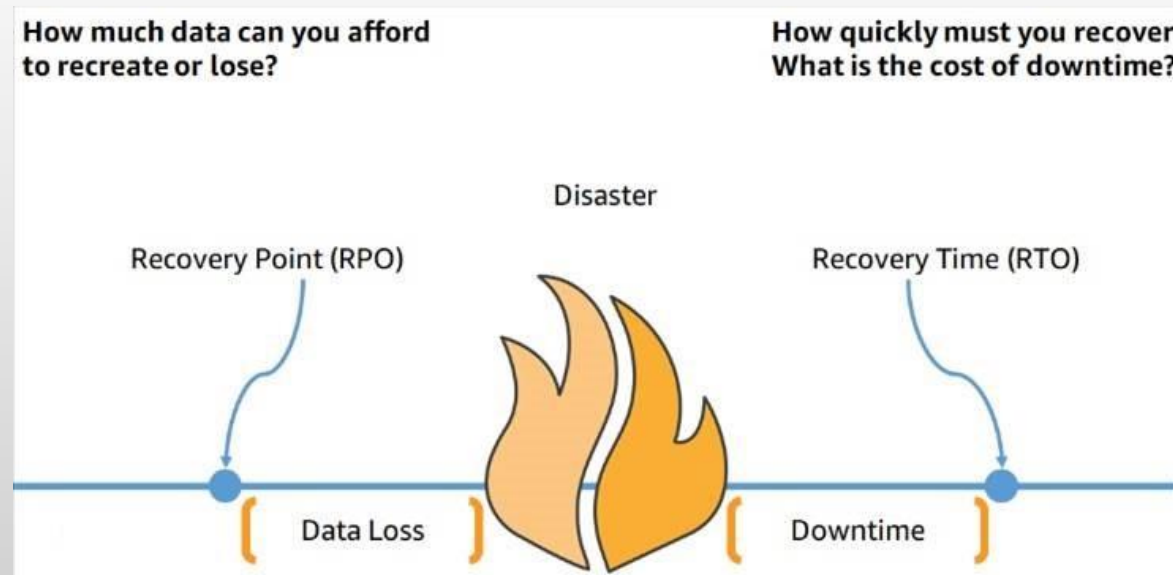 How much data can you afford
to recreate or lose?
How quickly must you recover
What is the cost of downtime?
Disaster
Recovery Point (RPO)
Recovery Time (RTO)
Data Loss
Downtime